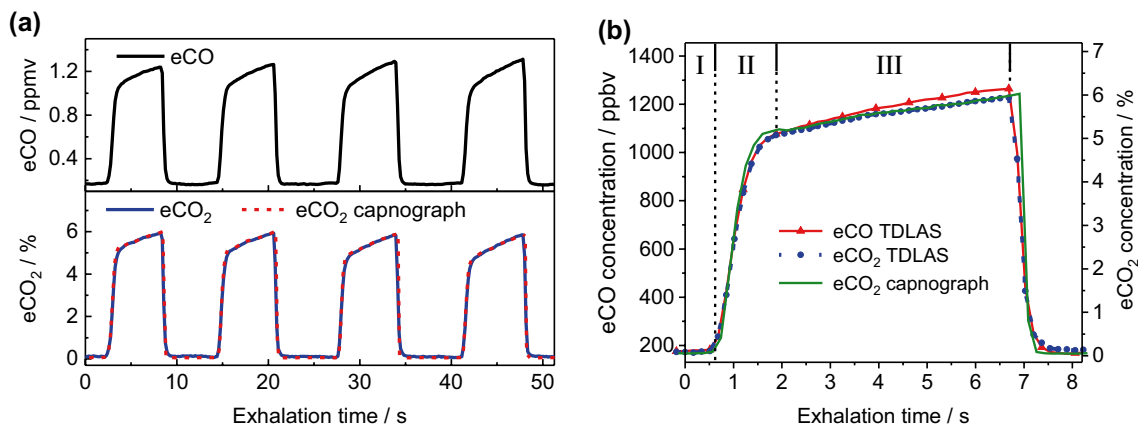 (a)
eCO
1.2
0.8
0.4
eCO / ppmv
eCO₂ eCO₂ capnograph
6
4
2
0
eCO₂ / %
0 10 20 30 40 50
Exhalation time / s
(b)
I II III
1400
1200
1000
800
600
400
200
eCO concentration / ppbv
7
6
5
4
3
2
1
0
eCO₂ concentration / %
eCO TDLAS
eCO₂ TDLAS
eCO₂ capnograph
0 1 2 3 4 5 6 7 8
Exhalation time / s